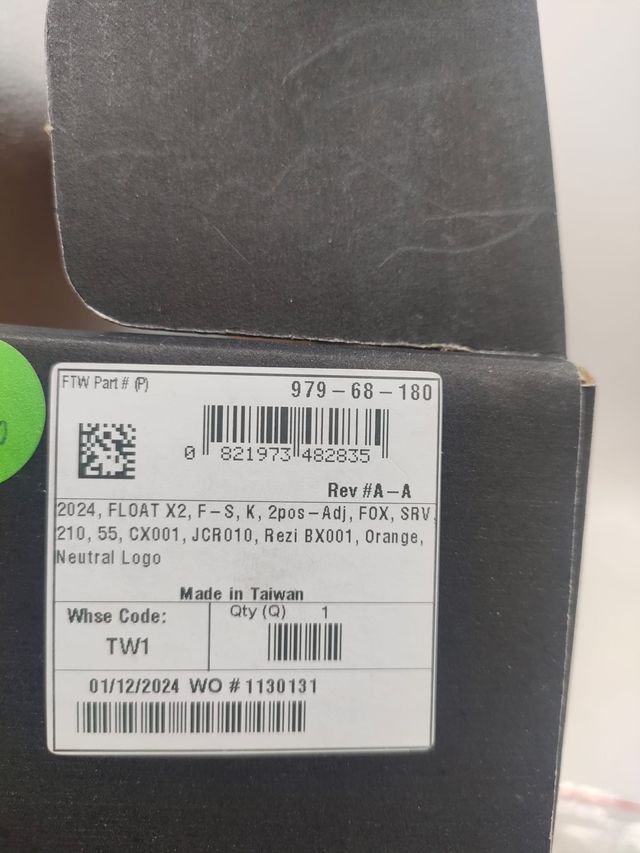 FTW Part # (P)
979-68-180
0 821973 482835
Rev #A-A
2024, FLOAT X2, F-S, K, 2pos-Adj, FOX, SRV,
210, 55, CX001, JCR010, Rezi BX001, Orange,
Neutral Logo
Made in Taiwan
Whse Code:
TW1
Qty (Q) 1
01/12/2024 WO # 1130131